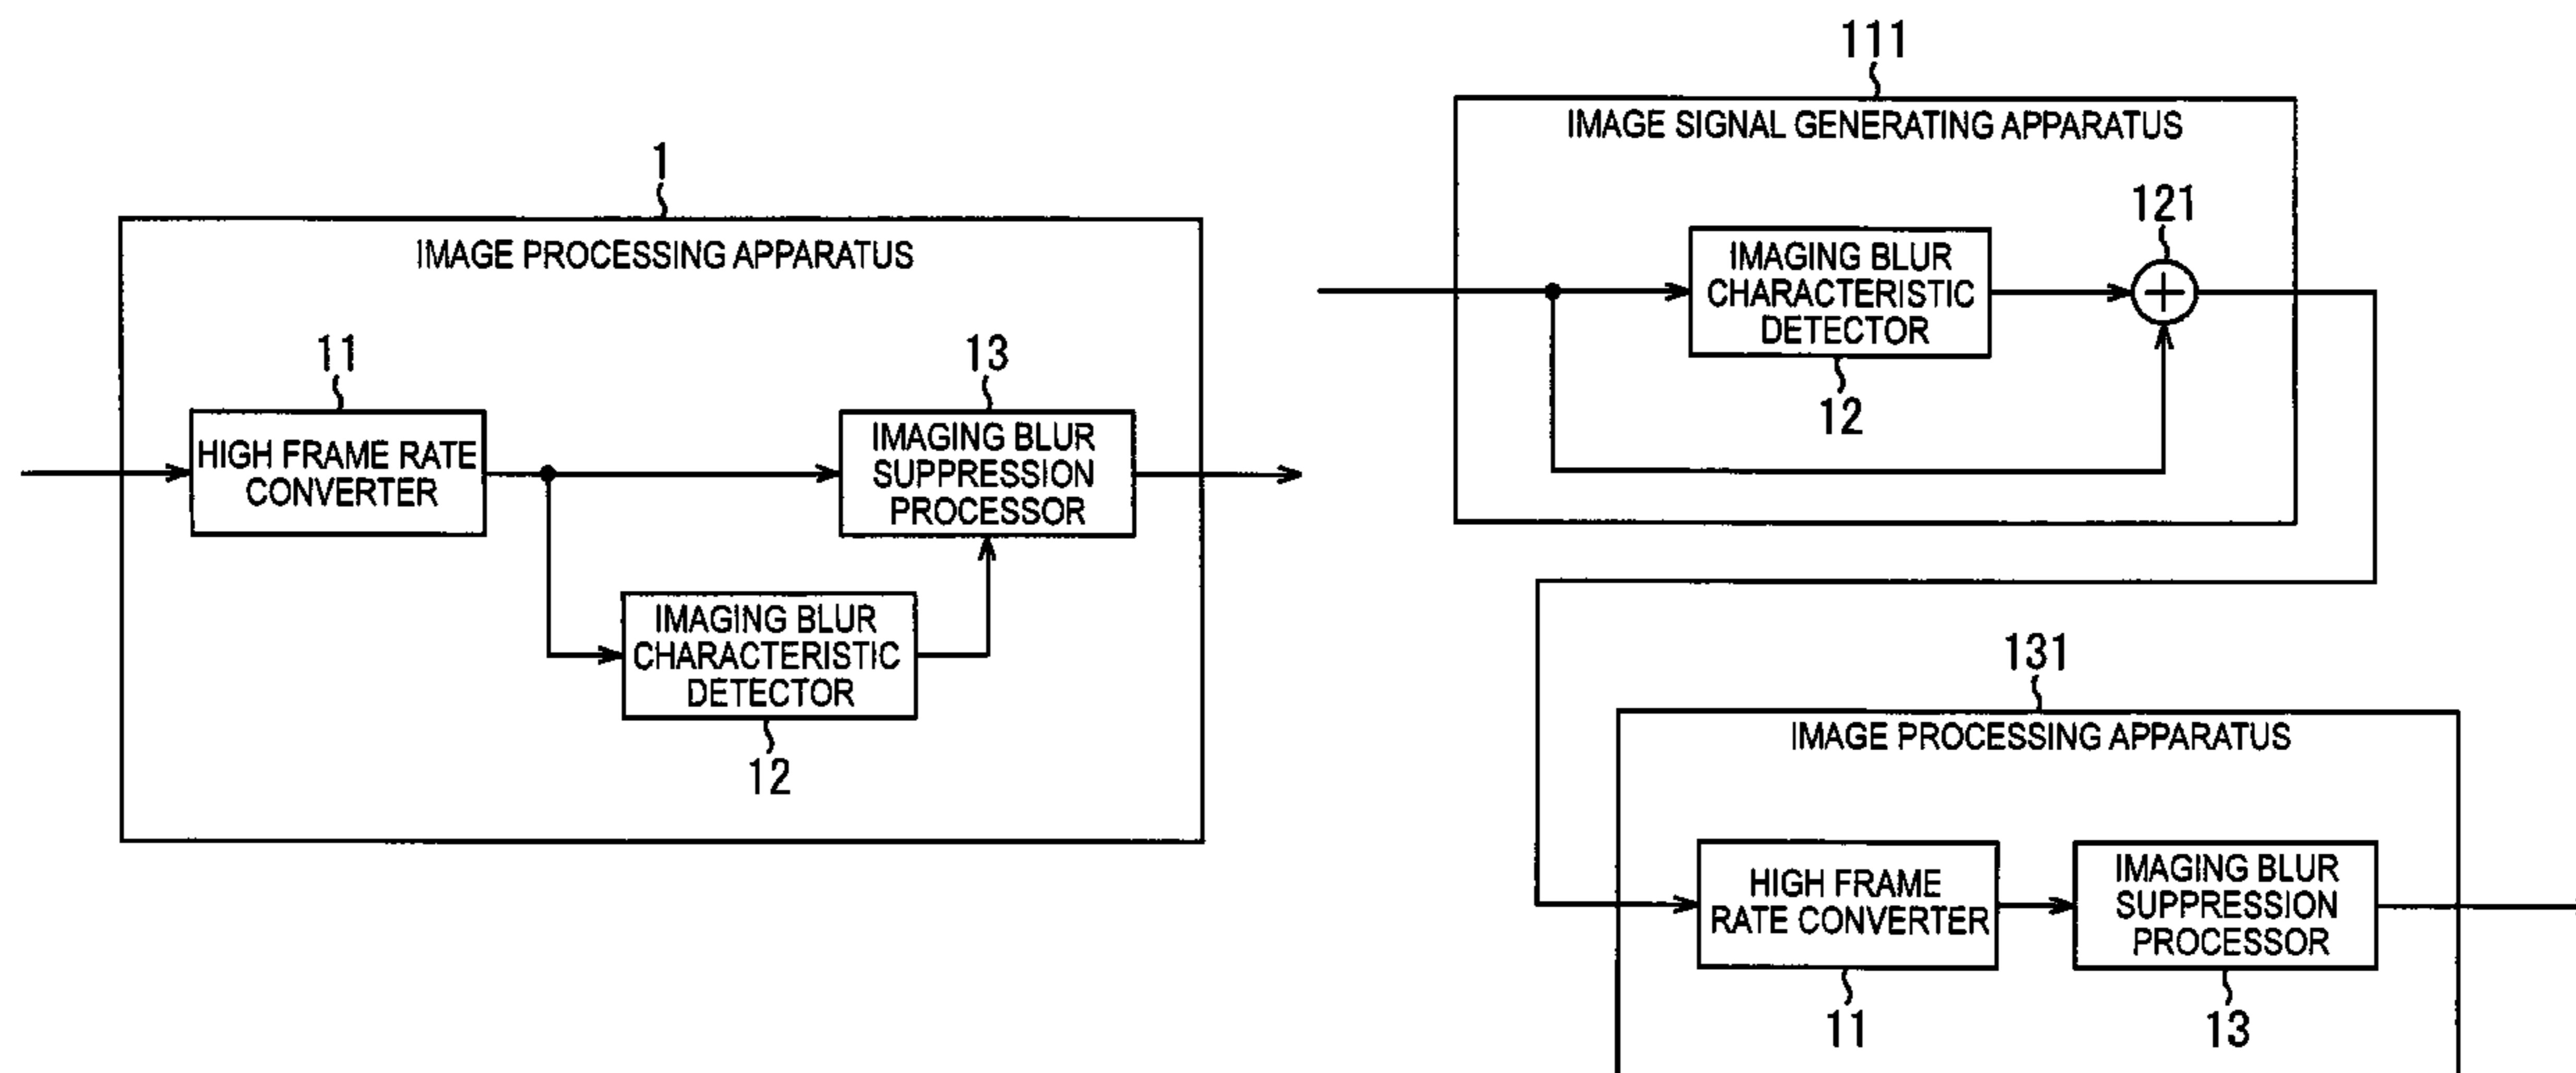 1
IMAGE PROCESSING APPARATUS
11
HIGH FRAME RATE
CONVERTER
13
IMAGING BLUR
SUPPRESSION
PROCESSOR
IMAGING BLUR
CHARACTERISTIC
DETECTOR
12
111
IMAGE SIGNAL GENERATING APPARATUS
121
IMAGING BLUR
CHARACTERISTIC
DETECTOR
12
131
IMAGE PROCESSING APPARATUS
HIGH FRAME
RATE CONVERTER
11
IMAGING BLUR
SUPPRESSION
PROCESSOR
13